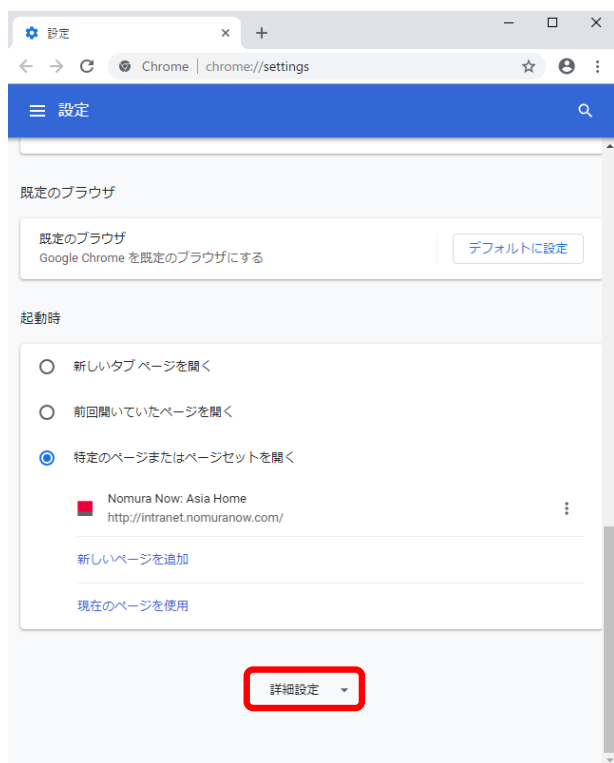 設定
Chrome | chrome://settings
設定
既定のブラウザ
既定のブラウザ
Google Chrome を既定のブラウザにする
デフォルトに設定
起動時
新しいタブ ページを開く
前回開いていたページを開く
特定のページまたはページセットを開く
Nomura Now: Asia Home
http://intranet.nomuranow.com/
新しいページを追加
現在のページを使用
詳細設定